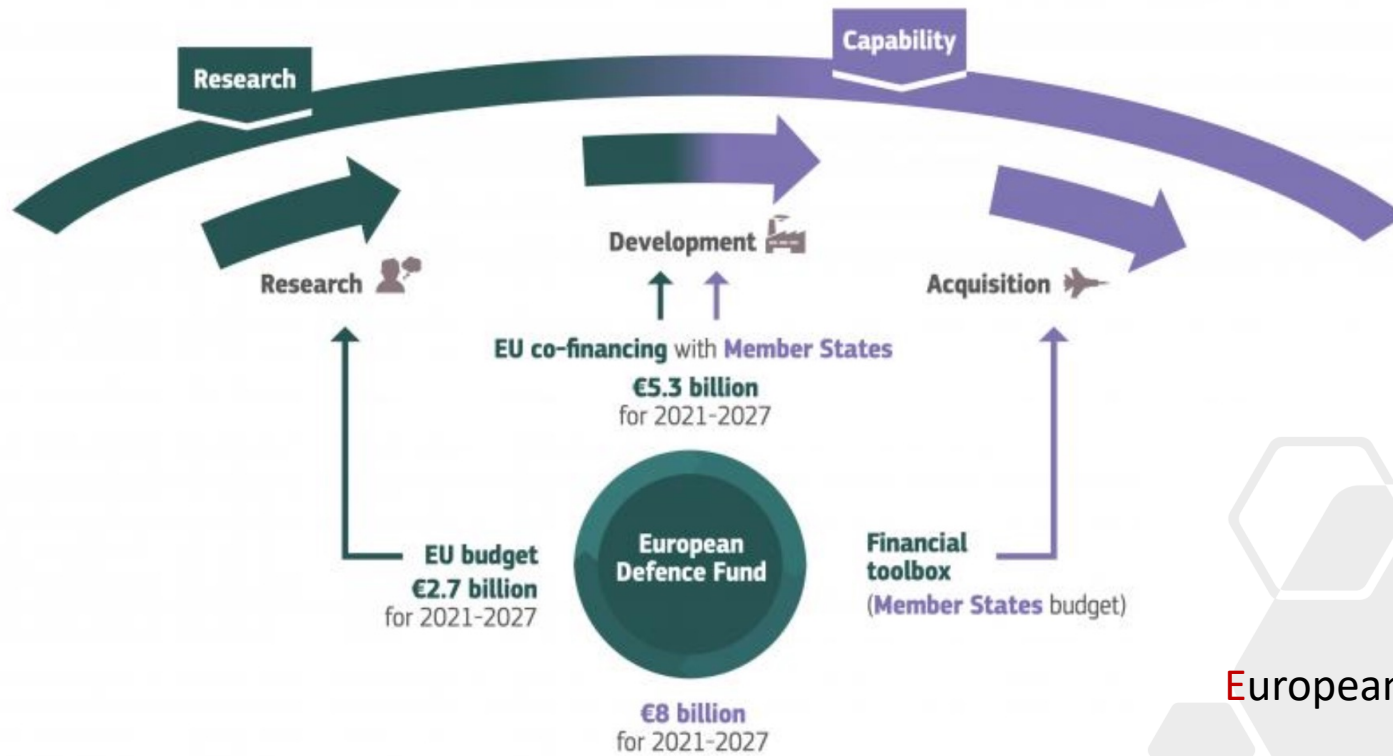 Research
Capability
Research
Development
Acquisition
EU co-financing with Member States
€5.3 billion
for 2021-2027
EU budget
€2.7 billion
for 2021-2027
European
Defence Fund
Financial
toolbox
(Member States budget)
€8 billion
for 2021-2027
European